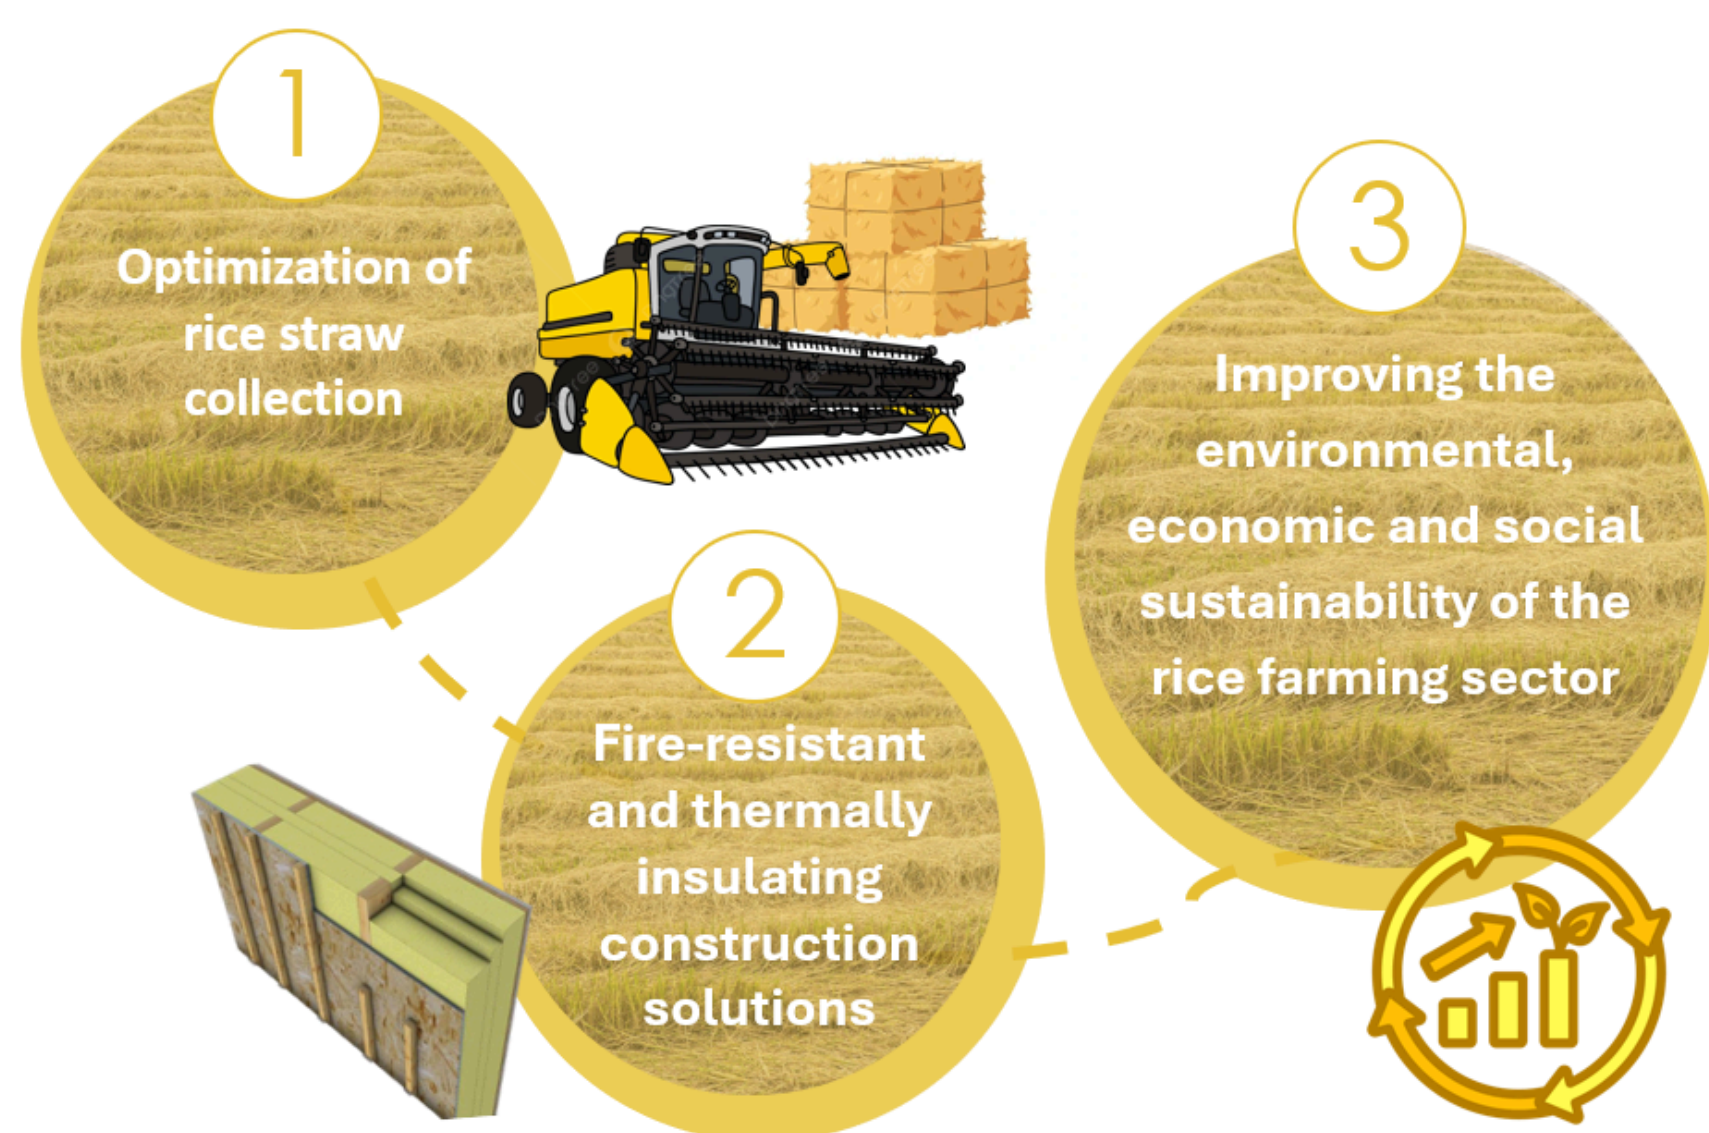 1
Optimization of
rice straw
collection
2
Fire-resistant
and thermally
insulating
construction
solutions
3
Improving the
environmental,
economic and social
sustainability of the
rice farming sector